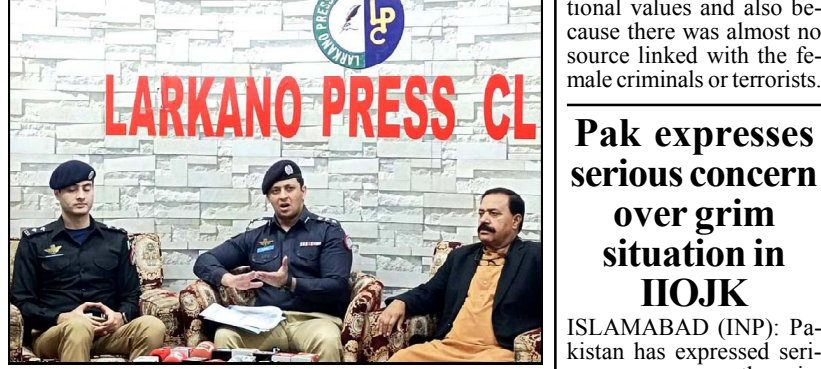 LARKANO PRESS
LPC
LARKANO PRESS CL
tional values and also be-
cause there was almost no
source linked with the fe-
male criminals or terrorists.
Pak expresses
serious concern
over grim
situation in
IIOJK
ISLAMABAD (INP): Pa-
kistan has expressed seri-